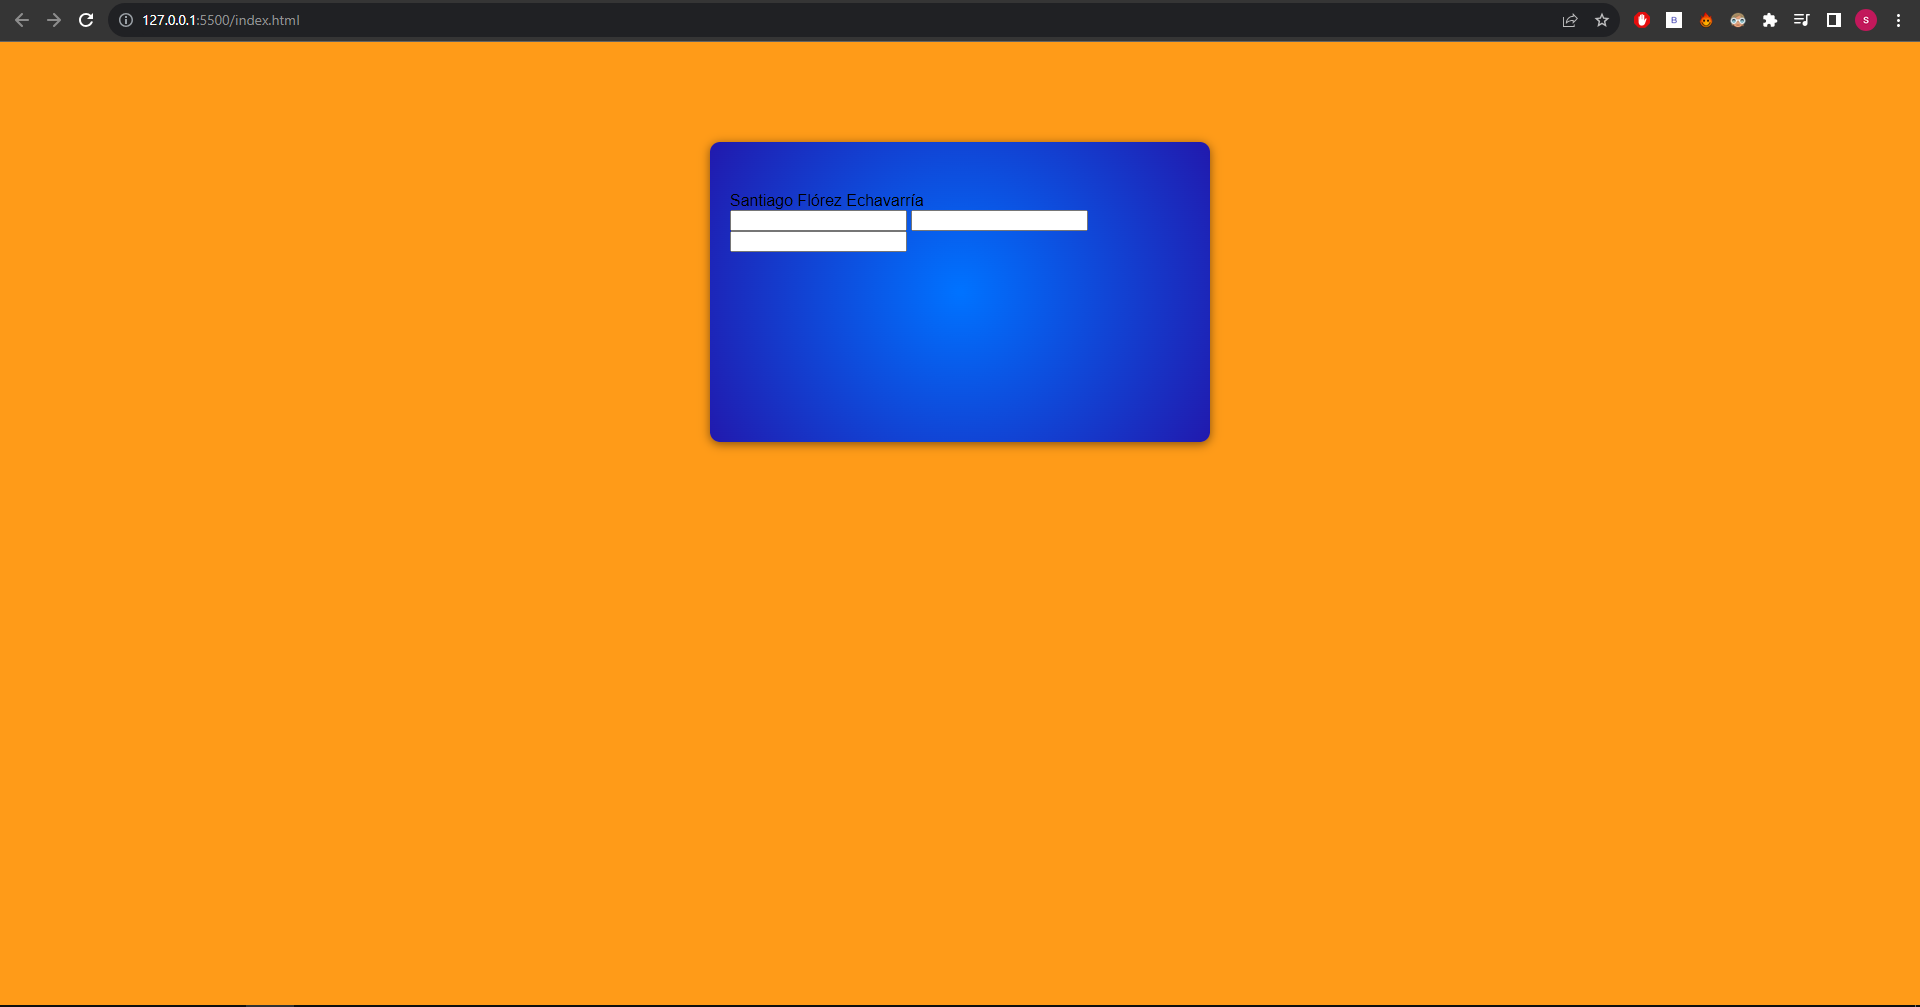 127.0.0.1:5500/index.html
B
S
Santiago Flórez Echavarría